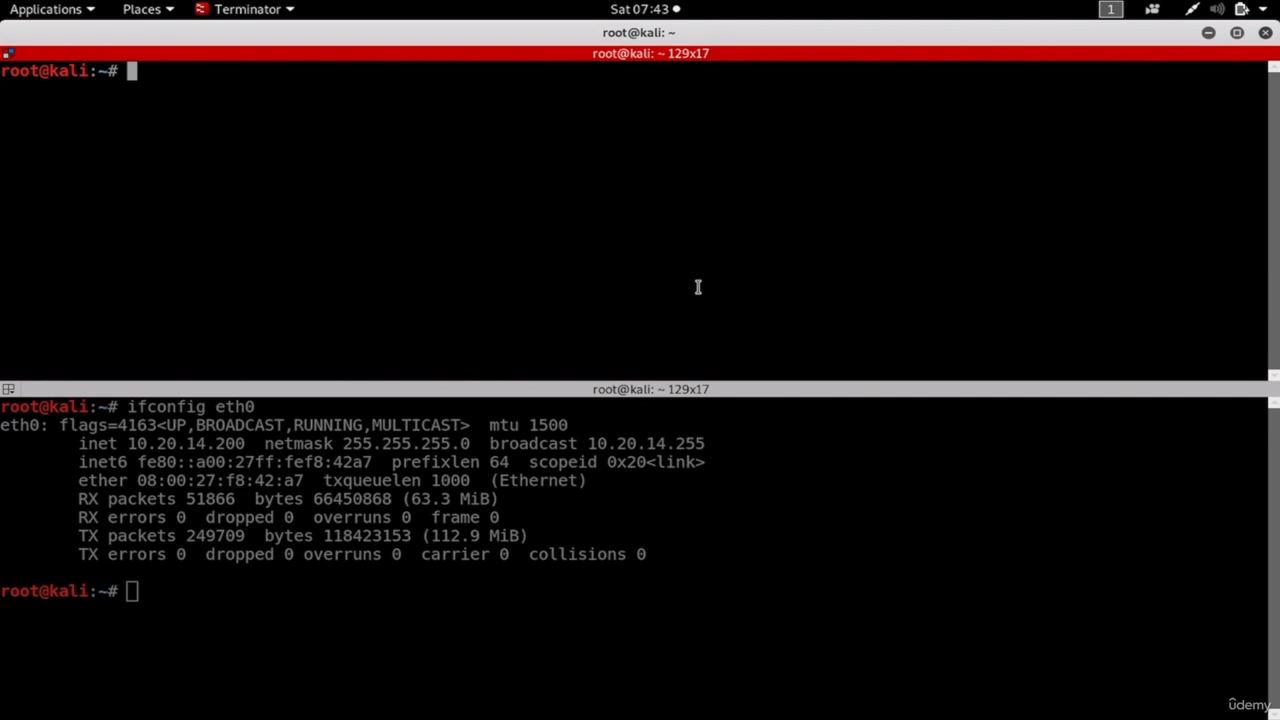 Applications Places Terminator Sat 07:43 1
root@kali: ~
root@kali: ~ 129x17
root@kali:~#
root@kali: ~ 129x17
root@kali:~# ifconfig eth0
eth0: flags=4163<UP,BROADCAST,RUNNING,MULTICAST>  mtu 1500
        inet 10.20.14.200  netmask 255.255.255.0  broadcast 10.20.14.255
        inet6 fe80::a00:27ff:fef8:42a7  prefixlen 64  scopeid 0x20<link>
        ether 08:00:27:f8:42:a7  txqueuelen 1000  (Ethernet)
        RX packets 51866  bytes 66450868 (63.3 MiB)
        RX errors 0  dropped 0  overruns 0  frame 0
        TX packets 249709  bytes 118423153 (112.9 MiB)
        TX errors 0  dropped 0 overruns 0  carrier 0  collisions 0
root@kali:~#
ûdemy